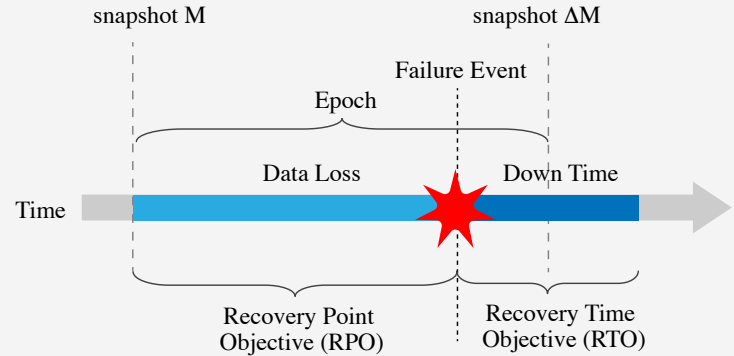 snapshot M
snapshot ΔM
Failure Event
Epoch
Data Loss
Down Time
Time
Recovery Point
Objective (RPO)
Recovery Time
Objective (RTO)